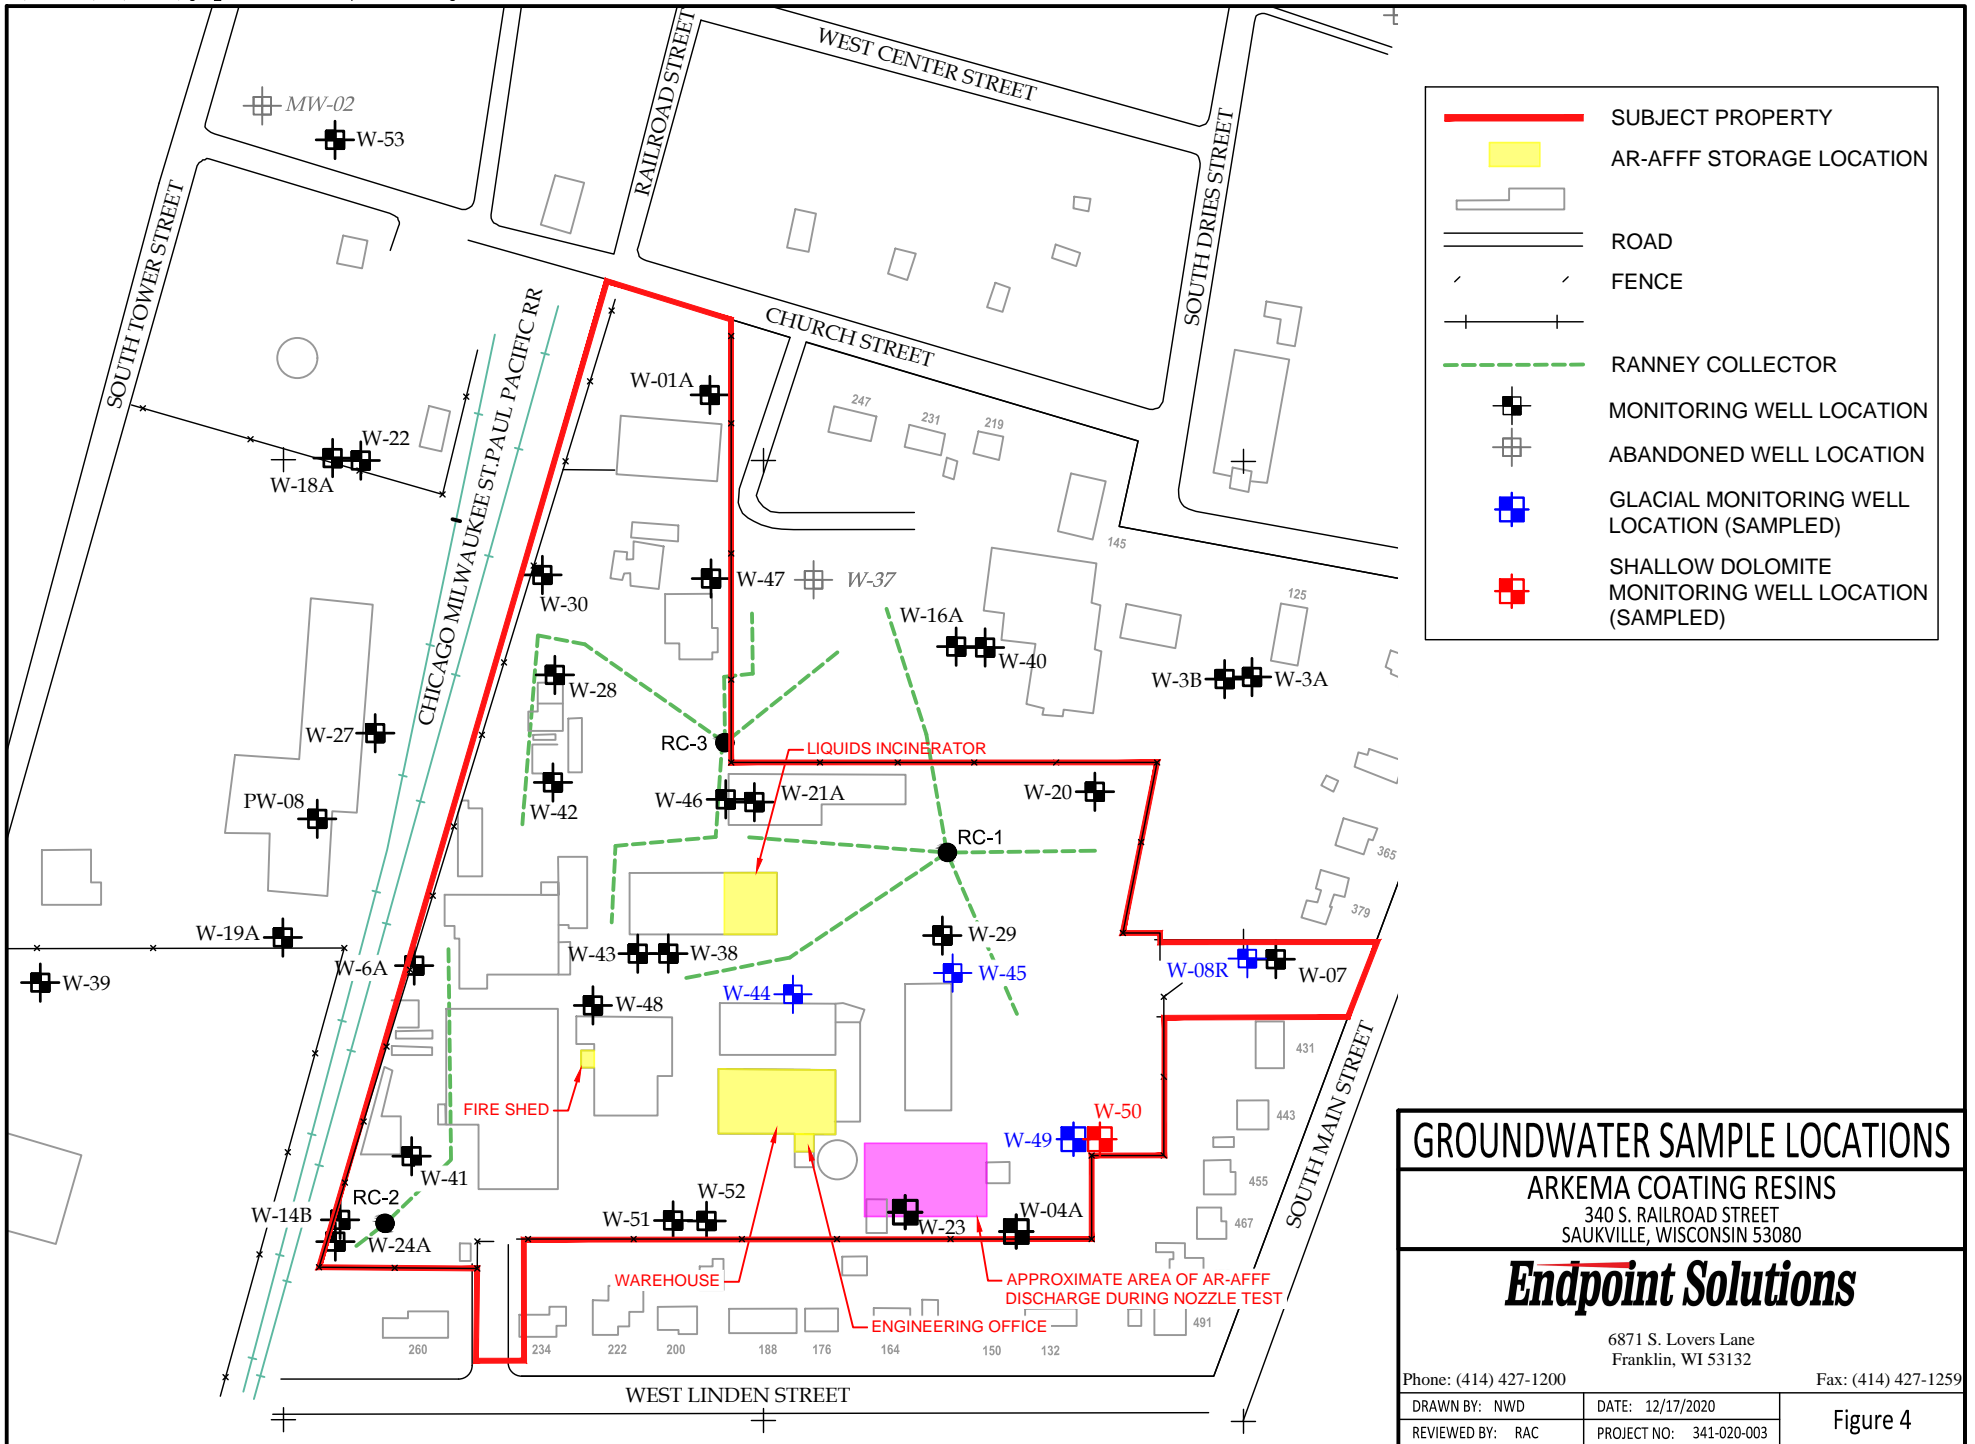 WEST CENTER STREET
RAILROAD STREET
SOUTH DRIES STREET
SOUTH TOWER STREET
CHURCH STREET
CHICAGO MILWAUKEE ST.PAUL PACIFIC RR
SOUTH MAIN STREET
WEST LINDEN STREET
MW-02
W-53
W-01A
W-22
W-18A
W-30
W-47
W-37
W-16A
W-40
W-3B
W-3A
W-28
W-27
RC-3
LIQUIDS INCINERATOR
PW-08
W-42
W-46
W-21A
W-20
RC-1
W-19A
W-39
W-6A
W-43
W-38
W-29
W-45
W-44
W-48
W-08R
W-07
FIRE SHED
W-50
W-49
W-41
RC-2
W-14B
W-24A
W-51
W-52
W-23
W-04A
WAREHOUSE
ENGINEERING OFFICE
APPROXIMATE AREA OF AR-AFFF
DISCHARGE DURING NOZZLE TEST
247
231
219
145
125
365
379
431
443
455
467
491
260
234
222
200
188
176
164
150
132
SUBJECT PROPERTY
AR-AFFF STORAGE LOCATION
ROAD
FENCE
RANNEY COLLECTOR
MONITORING WELL LOCATION
ABANDONED WELL LOCATION
GLACIAL MONITORING WELL
LOCATION (SAMPLED)
SHALLOW DOLOMITE
MONITORING WELL LOCATION
(SAMPLED)
GROUNDWATER SAMPLE LOCATIONS
ARKEMA COATING RESINS
340 S. RAILROAD STREET
SAUKVILLE, WISCONSIN 53080
Endpoint Solutions
6871 S. Lovers Lane
Franklin, WI 53132
Phone: (414) 427-1200
Fax: (414) 427-1259
DRAWN BY: NWD
DATE: 12/17/2020
REVIEWED BY: RAC
PROJECT NO: 341-020-003
Figure 4